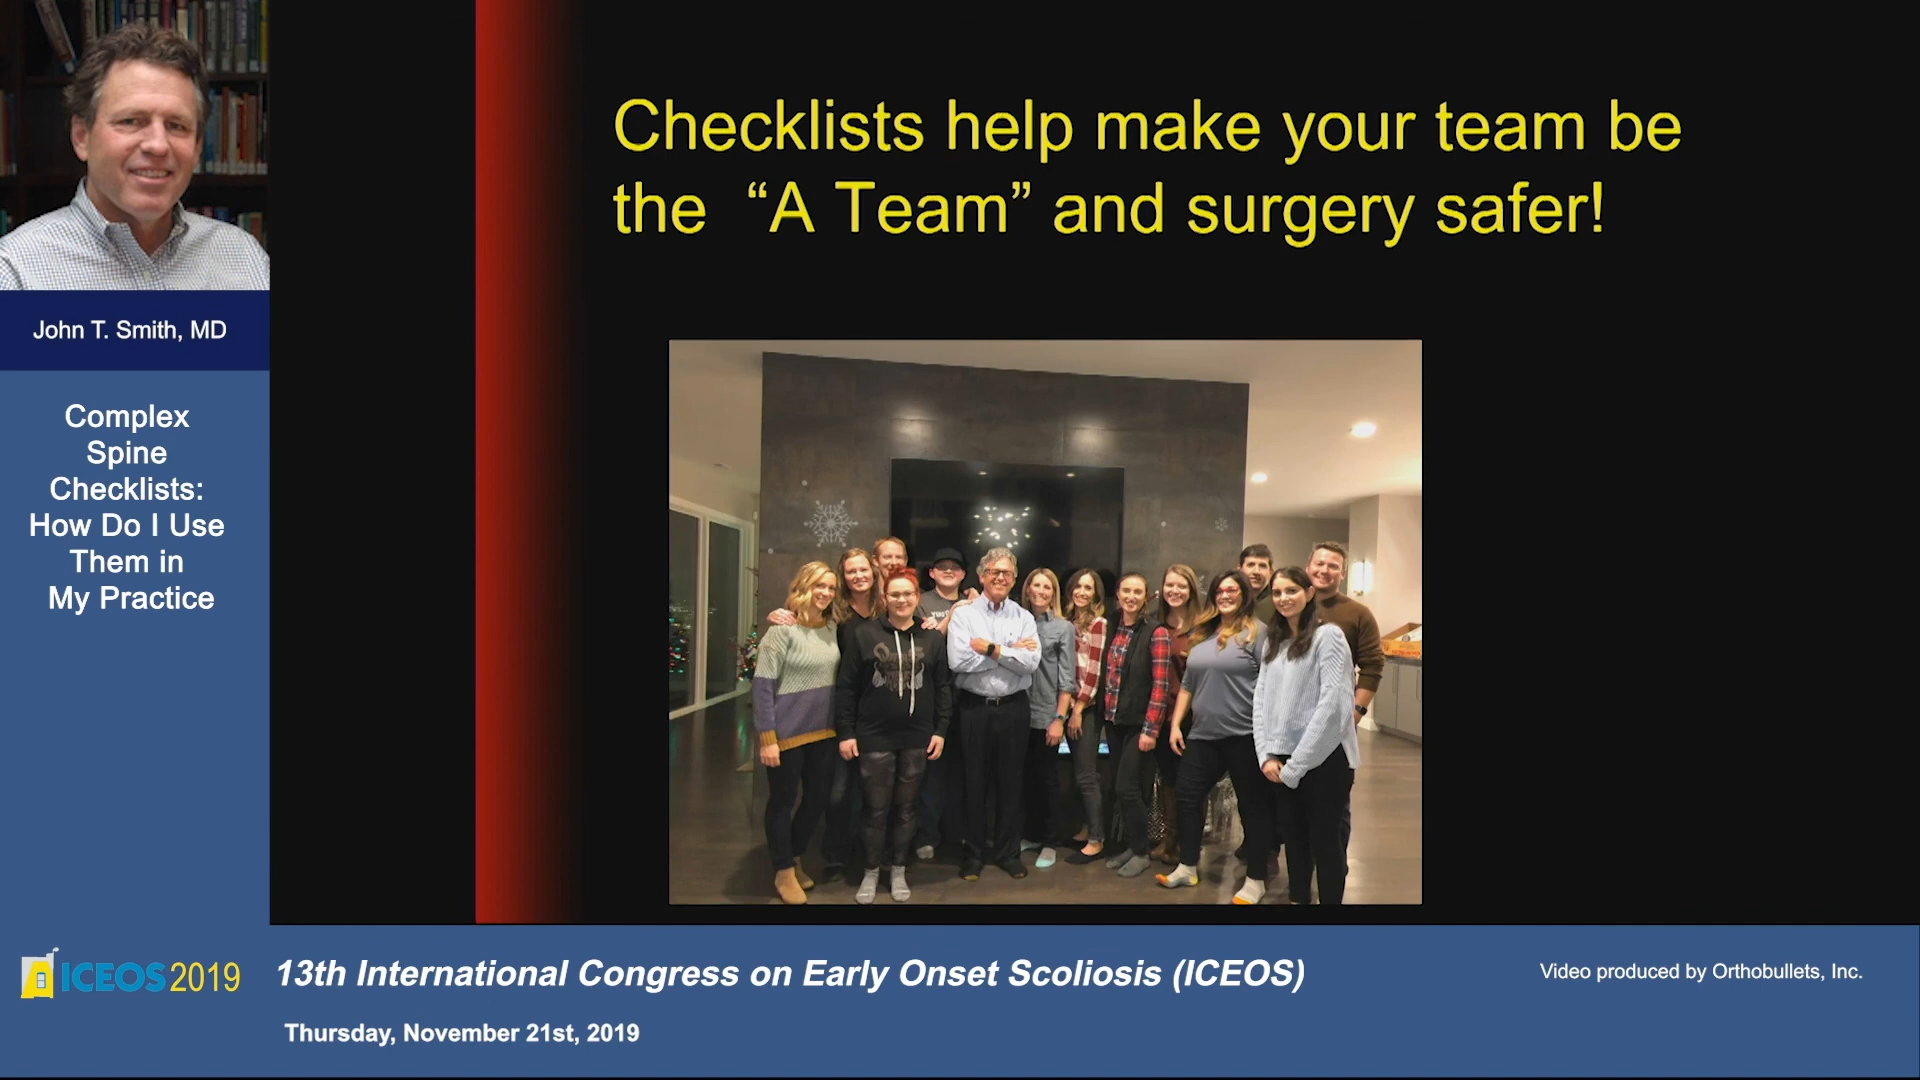 Checklists help make your team be
the “A Team” and surgery safer!
John T. Smith, MD
Complex
Spine
Checklists:
How Do I Use
Them in
My Practice
ICEOS 2019
13th International Congress on Early Onset Scoliosis (ICEOS)
Thursday, November 21st, 2019
Video produced by Orthobullets, Inc.